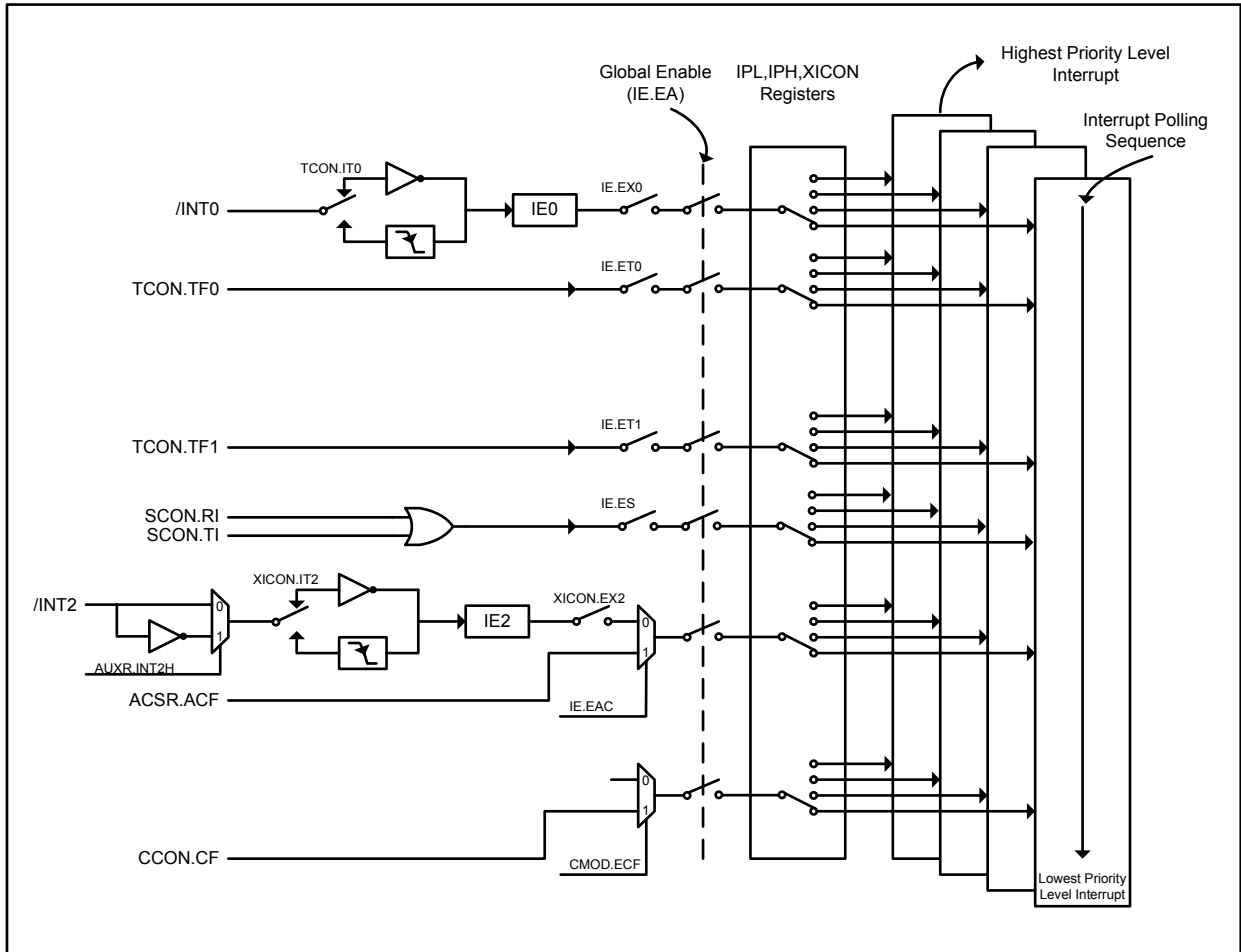 Highest Priority Level
Interrupt
Global Enable
(IE.EA)
IPL,IPH,XICON
Registers
Interrupt Polling
Sequence
TCON.IT0
/INT0
IE0
IE.EX0
TCON.TF0
IE.ET0
TCON.TF1
IE.ET1
SCON.RI
SCON.TI
IE.ES
/INT2
0
1
AUXR.INT2H
XICON.IT2
IE2
XICON.EX2
0
1
ACSR.ACF
IE.EAC
0
1
CCON.CF
CMOD.ECF
Lowest Priority
Level Interrupt